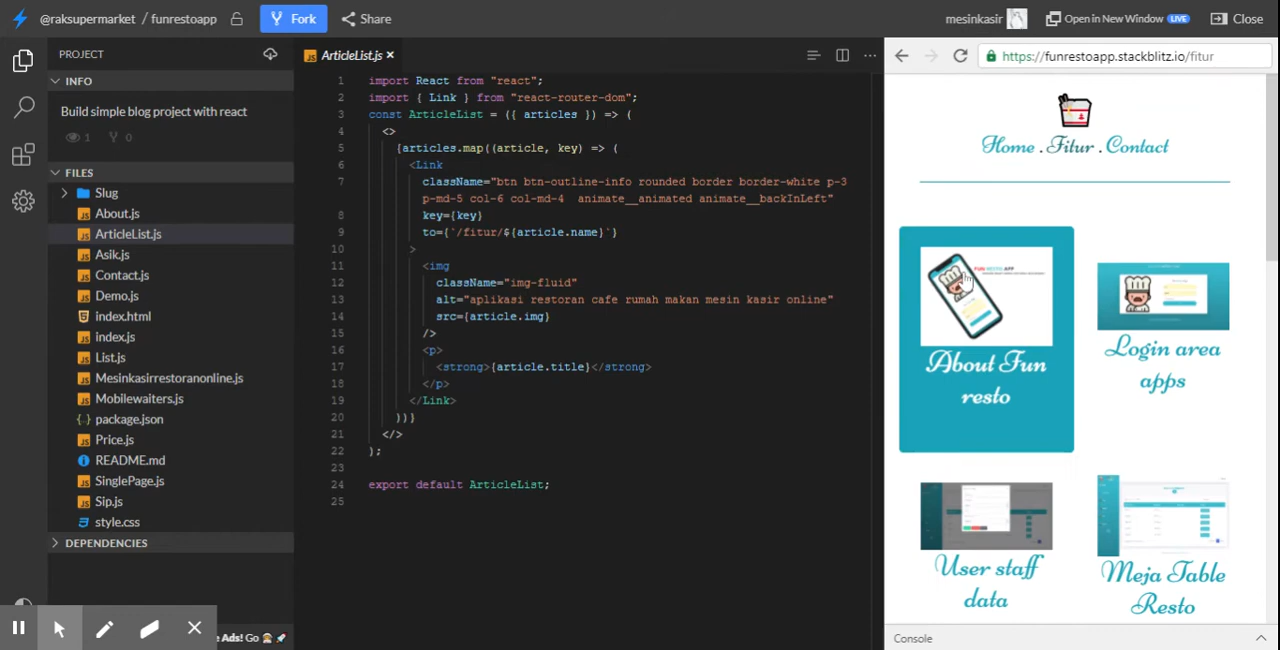 @raksupermarket / funrestoapp
Fork
Share
mesinkasir
Open in New Window LIVE
Close
PROJECT
INFO
Build simple blog project with react
1 0
FILES
Slug
About.js
ArticleList.js
Asik.js
Contact.js
Demo.js
index.html
index.js
List.js
Mesinkasirrestoranonline.js
Mobilewaiters.js
package.json
Price.js
README.md
SinglePage.js
Sip.js
style.css
DEPENDENCIES
e Ads! Go
ArticleList.js
1 import React from "react";
2 import { Link } from "react-router-dom";
3 const ArticleList = ({ articles }) => (
4 <>
5 {articles.map((article, key) => (
6 <Link
7 className="btn btn-outline-info rounded border border-white p-3
p-md-5 col-6 col-md-4  animate__animated animate__backInLeft"
8 key={key}
9 to={`/fitur/${article.name}`}
10 >
11 <img
12 className="img-fluid"
13 alt="aplikasi restoran cafe rumah makan mesin kasir online"
14 src={article.img}
15 />
16 <p>
17 <strong>{article.title}</strong>
18 </p>
19 </Link>
20 ))}
21 </>
22 );
23
24 export default ArticleList;
25
https://funrestoapp.stackblitz.io/fitur
Home . Fitur . Contact
FUN RESTO APP
About Fun
resto
Login area
apps
User staff
data
Meja Table
Resto
Console